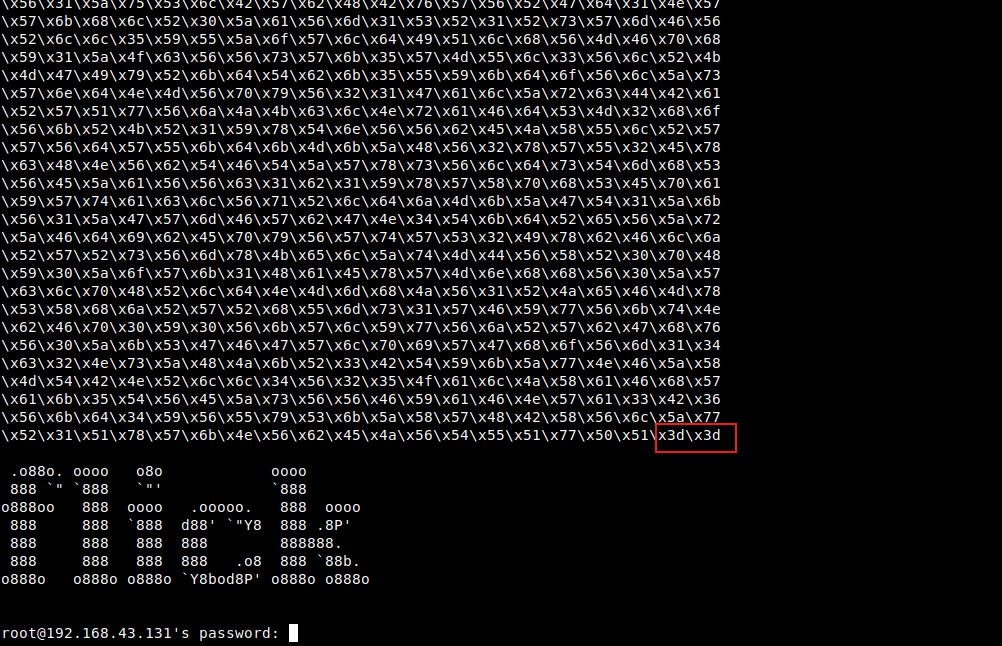 \x56\x31\x5a\x75\x53\x6c\x42\x57\x62\x48\x42\x76\x57\x56\x52\x47\x64\x31\x4e\x57
\x57\x6b\x68\x6c\x52\x30\x5a\x61\x56\x6d\x31\x53\x52\x31\x52\x73\x57\x6d\x46\x56
\x52\x6c\x6c\x35\x59\x55\x5a\x6f\x57\x6c\x64\x49\x51\x6c\x68\x56\x4d\x46\x70\x68
\x59\x31\x5a\x4f\x63\x56\x56\x73\x57\x6b\x35\x57\x4d\x55\x6c\x33\x56\x6c\x52\x4b
\x4d\x47\x49\x79\x52\x6b\x64\x54\x62\x6b\x35\x55\x59\x6b\x64\x6f\x56\x6c\x5a\x73
\x57\x6e\x64\x4e\x4d\x56\x70\x79\x56\x32\x31\x47\x61\x6c\x5a\x72\x63\x44\x42\x61
\x52\x57\x51\x77\x56\x6a\x4a\x4b\x63\x6c\x4e\x72\x61\x46\x64\x53\x4d\x32\x68\x6f
\x56\x6b\x52\x4b\x52\x31\x59\x78\x54\x6e\x56\x56\x62\x45\x4a\x58\x55\x6c\x52\x57
\x57\x56\x64\x57\x55\x6b\x64\x6b\x4d\x6b\x5a\x48\x56\x32\x78\x57\x55\x32\x45\x78
\x63\x48\x4e\x56\x62\x54\x46\x54\x5a\x57\x78\x73\x56\x6c\x64\x73\x54\x6d\x68\x53
\x56\x45\x5a\x61\x56\x56\x63\x31\x62\x31\x59\x78\x57\x58\x70\x68\x53\x45\x70\x61
\x59\x57\x74\x61\x63\x6c\x56\x71\x52\x6c\x64\x6a\x4d\x6b\x5a\x47\x54\x31\x5a\x6b
\x56\x31\x5a\x47\x57\x6d\x46\x57\x62\x47\x4e\x34\x54\x6b\x64\x52\x65\x56\x5a\x72
\x5a\x46\x64\x69\x62\x45\x70\x79\x56\x57\x74\x57\x53\x32\x49\x78\x62\x46\x6c\x6a
\x52\x57\x52\x73\x56\x6d\x78\x4b\x65\x6c\x5a\x74\x4d\x44\x56\x58\x52\x30\x70\x48
\x59\x30\x5a\x6f\x57\x6b\x31\x48\x61\x45\x78\x57\x4d\x6e\x68\x68\x56\x30\x5a\x57
\x63\x6c\x70\x48\x52\x6c\x64\x4e\x4d\x6d\x68\x4a\x56\x31\x52\x4a\x65\x46\x4d\x78
\x53\x58\x68\x6a\x52\x57\x52\x68\x55\x6d\x73\x31\x57\x46\x59\x77\x56\x6b\x74\x4e
\x62\x46\x70\x30\x59\x30\x56\x6b\x57\x6c\x59\x77\x56\x6a\x52\x57\x62\x47\x68\x76
\x56\x30\x5a\x6b\x53\x47\x46\x47\x57\x6c\x70\x69\x57\x47\x68\x6f\x56\x6d\x31\x34
\x63\x32\x4e\x73\x5a\x48\x4a\x6b\x52\x33\x42\x54\x59\x6b\x5a\x77\x4e\x46\x5a\x58
\x4d\x54\x42\x4e\x52\x6c\x6c\x34\x56\x32\x35\x4f\x61\x6c\x4a\x58\x61\x46\x68\x57
\x61\x6b\x35\x54\x56\x45\x5a\x73\x56\x56\x46\x59\x61\x46\x4e\x57\x61\x33\x42\x36
\x56\x6b\x64\x34\x59\x56\x55\x79\x53\x6b\x5a\x58\x57\x48\x42\x58\x56\x6c\x5a\x77
\x52\x31\x51\x78\x57\x6b\x4e\x56\x62\x45\x4a\x56\x54\x55\x51\x77\x50\x51\x3d\x3d
 .o88o. oooo   o8o             oooo
 888 `" `888   `"'            `888
o888oo   888  oooo   .ooooo.   888  oooo
 888     888  `888  d88' `"Y8  888 .8P'
 888     888   888  888        888888.
 888     888   888  888   .o8  888 `88b.
o888o   o888o o888o `Y8bod8P' o888o o888o
root@192.168.43.131's password: